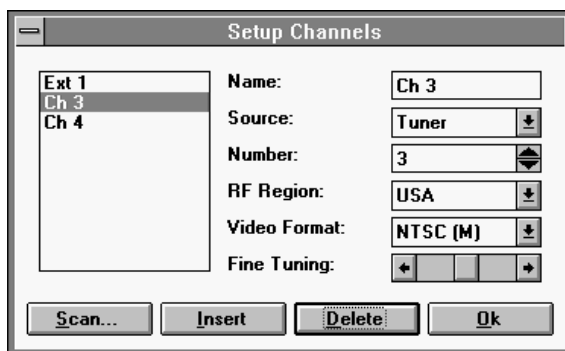 Setup Channels
Ext 1
Ch 3
Ch 4
Name:
Ch 3
Source:
Tuner
Number:
3
RF Region:
USA
Video Format:
NTSC (M)
Fine Tuning:
Scan...
Insert
Delete
Ok